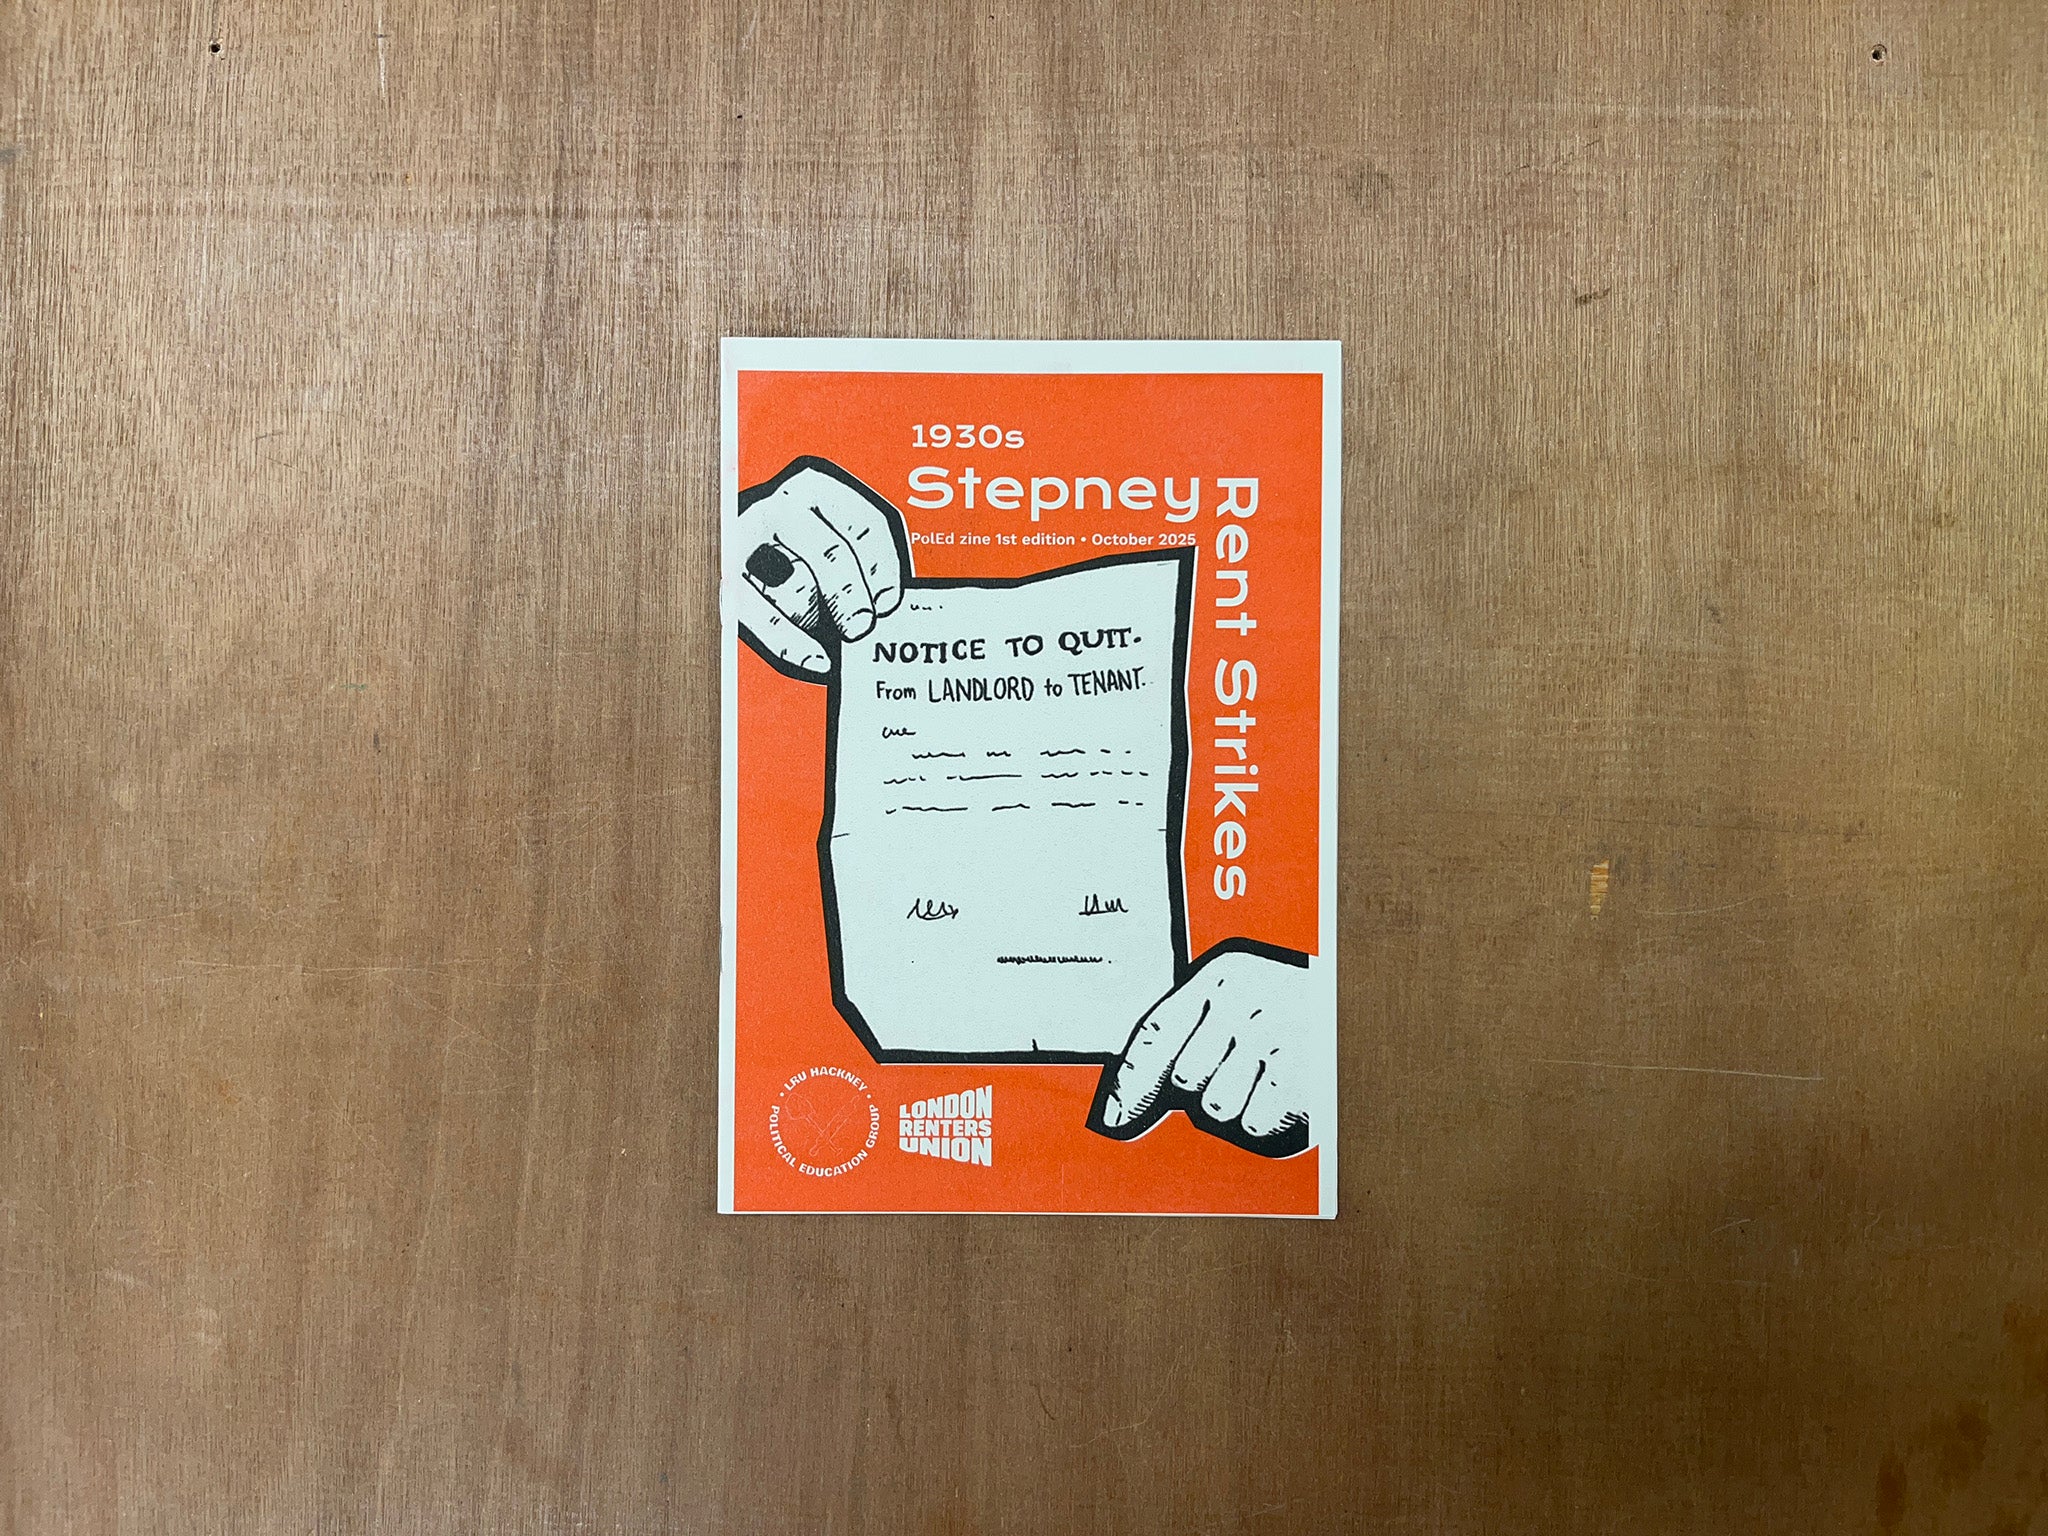 1930s
Stepney
Rent Strikes
PolEd zine 1st edition • October 2025
NOTICE TO QUIT.
From LANDLORD to TENANT.
• LRU HACKNEY •
POLITICAL EDUCATION GROUP
LONDON
RENTERS
UNION